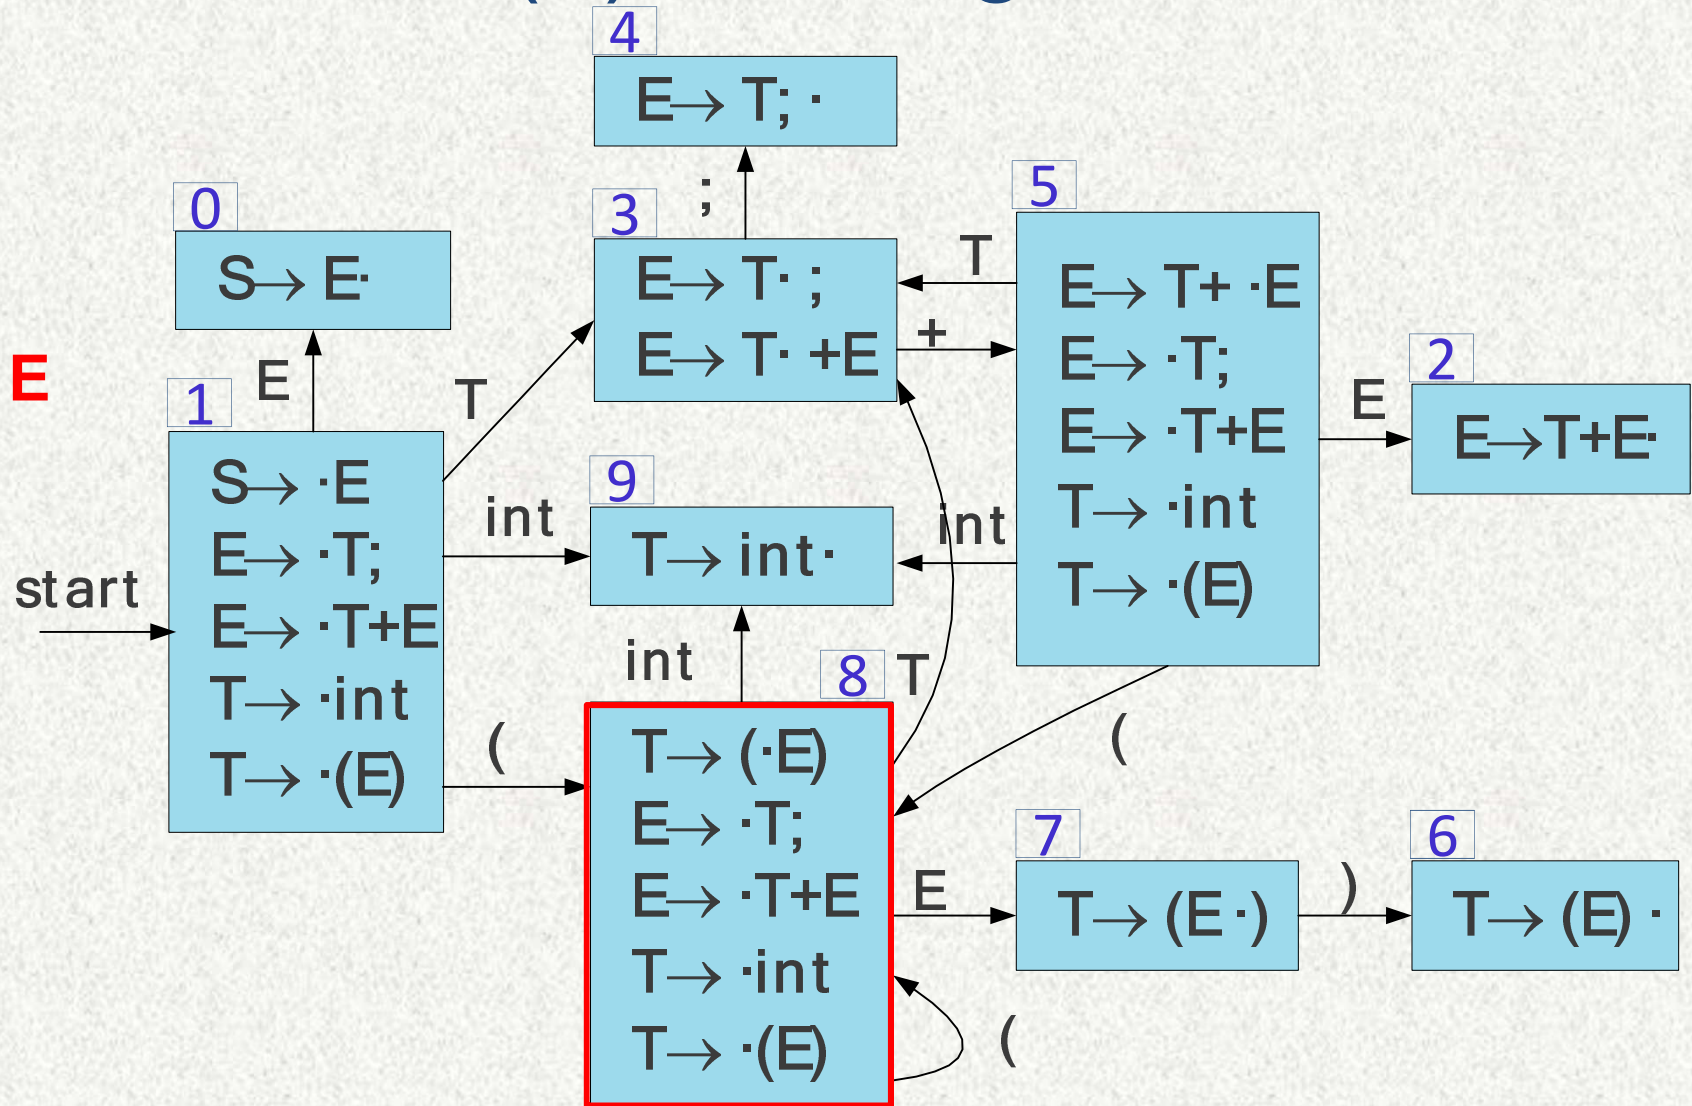 4
E→ T; ·
;
0
S→ E·
3
E→ T· ;
E→ T· +E
T
+
5
E→ T+ ·E
E→ ·T;
E→ ·T+E
T→ ·int
T→ ·(E)
E
2
E→T+E·
E
E
T
1
S→ ·E
E→ ·T;
E→ ·T+E
T→ ·int
T→ ·(E)
start
int
9
T→ int ·
int
int
8
T
(
(
T→ (·E)
E→ ·T;
E→ ·T+E
T→ ·int
T→ ·(E)
E
7
T→ (E ·)
)
6
T→ (E) ·
(